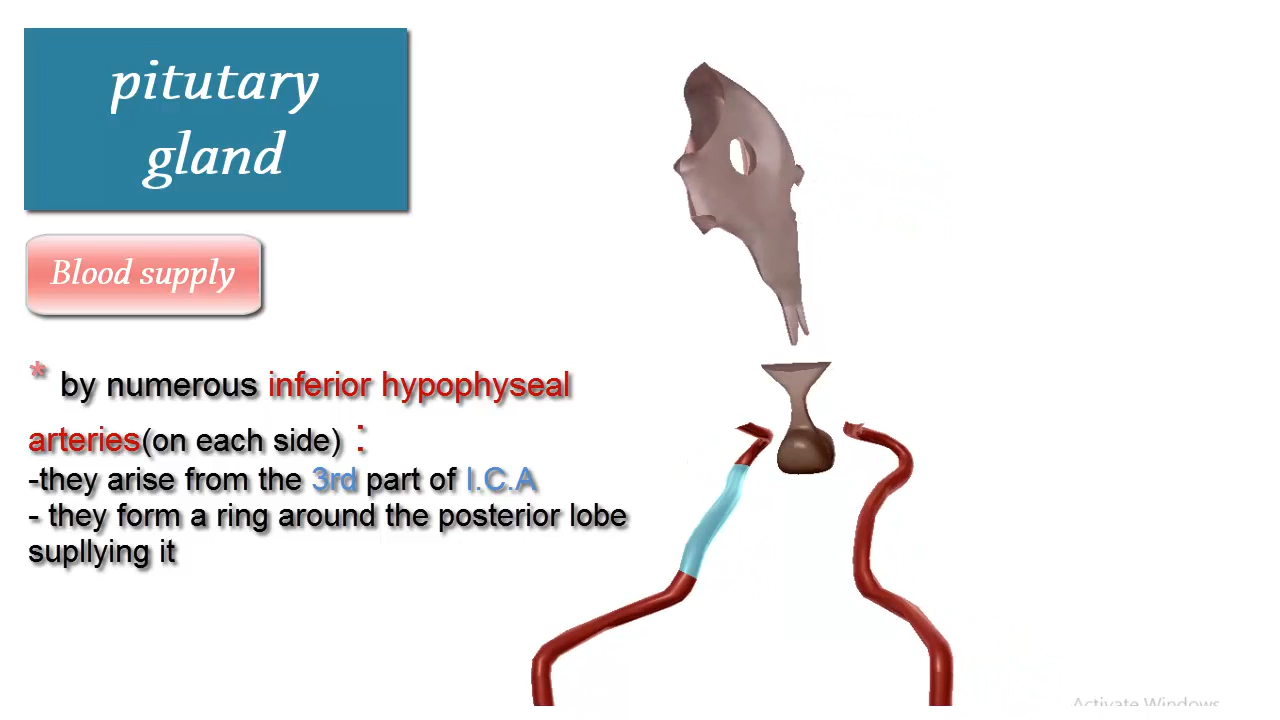 pitutary
gland
Blood supply
* by numerous inferior hypophyseal
arteries(on each side) :
-they arise from the 3rd part of I.C.A
- they form a ring around the posterior lobe
supllying it
Activate Windows